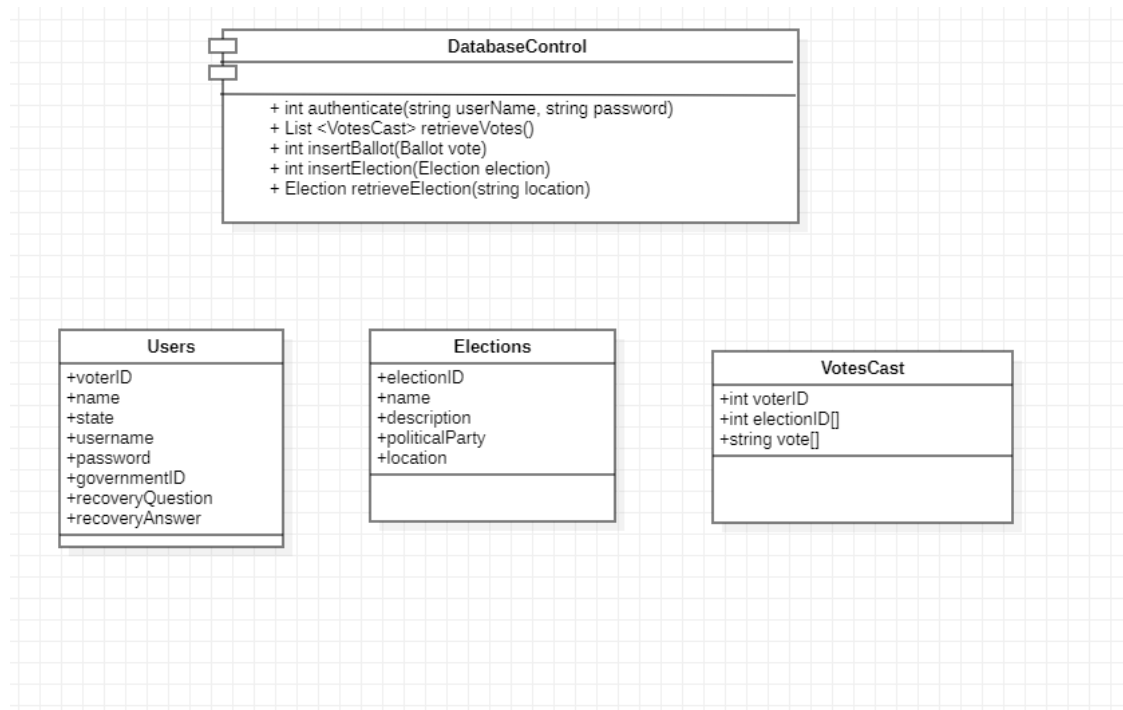 DatabaseControl
+ int authenticate(string userName, string password)
+ List <VotesCast> retrieveVotes()
+ int insertBallot(Ballot vote)
+ int insertElection(Election election)
+ Election retrieveElection(string location)
Users
+voterID
+name
+state
+username
+password
+governmentID
+recoveryQuestion
+recoveryAnswer
Elections
+electionID
+name
+description
+politicalParty
+location
VotesCast
+int voterID
+int electionID[]
+string vote[]